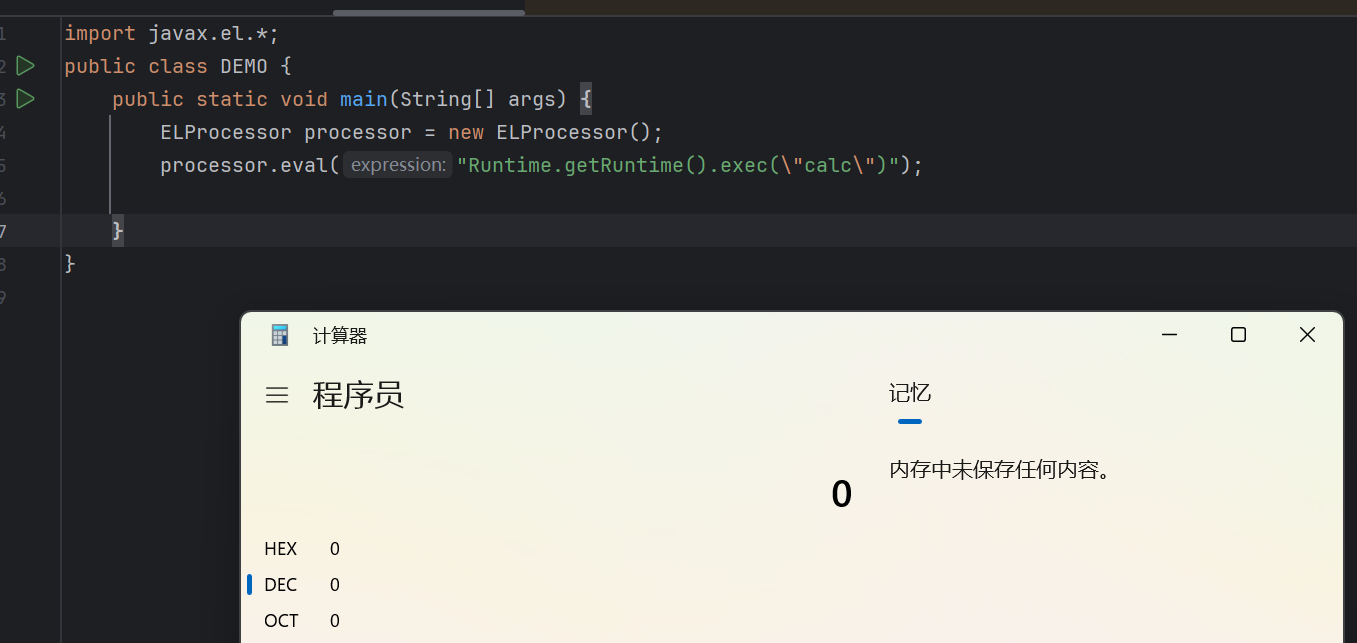 1 import javax.el.*;
2 public class DEMO {
3 public static void main(String[] args) {
4 ELProcessor processor = new ELProcessor();
5 processor.eval( expression: "Runtime.getRuntime().exec(\"calc\")");
6
7 }
8 }
9
计算器
程序员
记忆
内存中未保存任何内容。
0
HEX 0
DEC 0
OCT 0